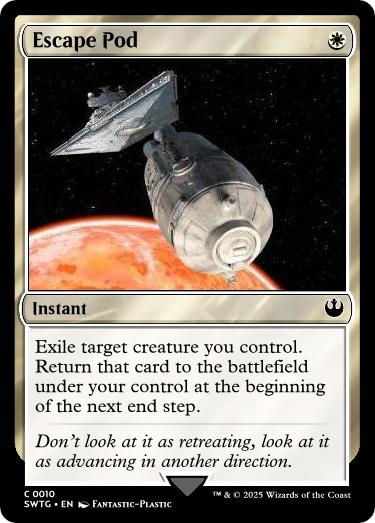 Escape Pod
Instant
Exile target creature you control.
Return that card to the battlefield
under your control at the beginning
of the next end step.
Don't look at it as retreating, look at it
as advancing in another direction.
C 0010
SWTG • EN Fantastic-Plastic
™ & © 2025 Wizards of the Coast